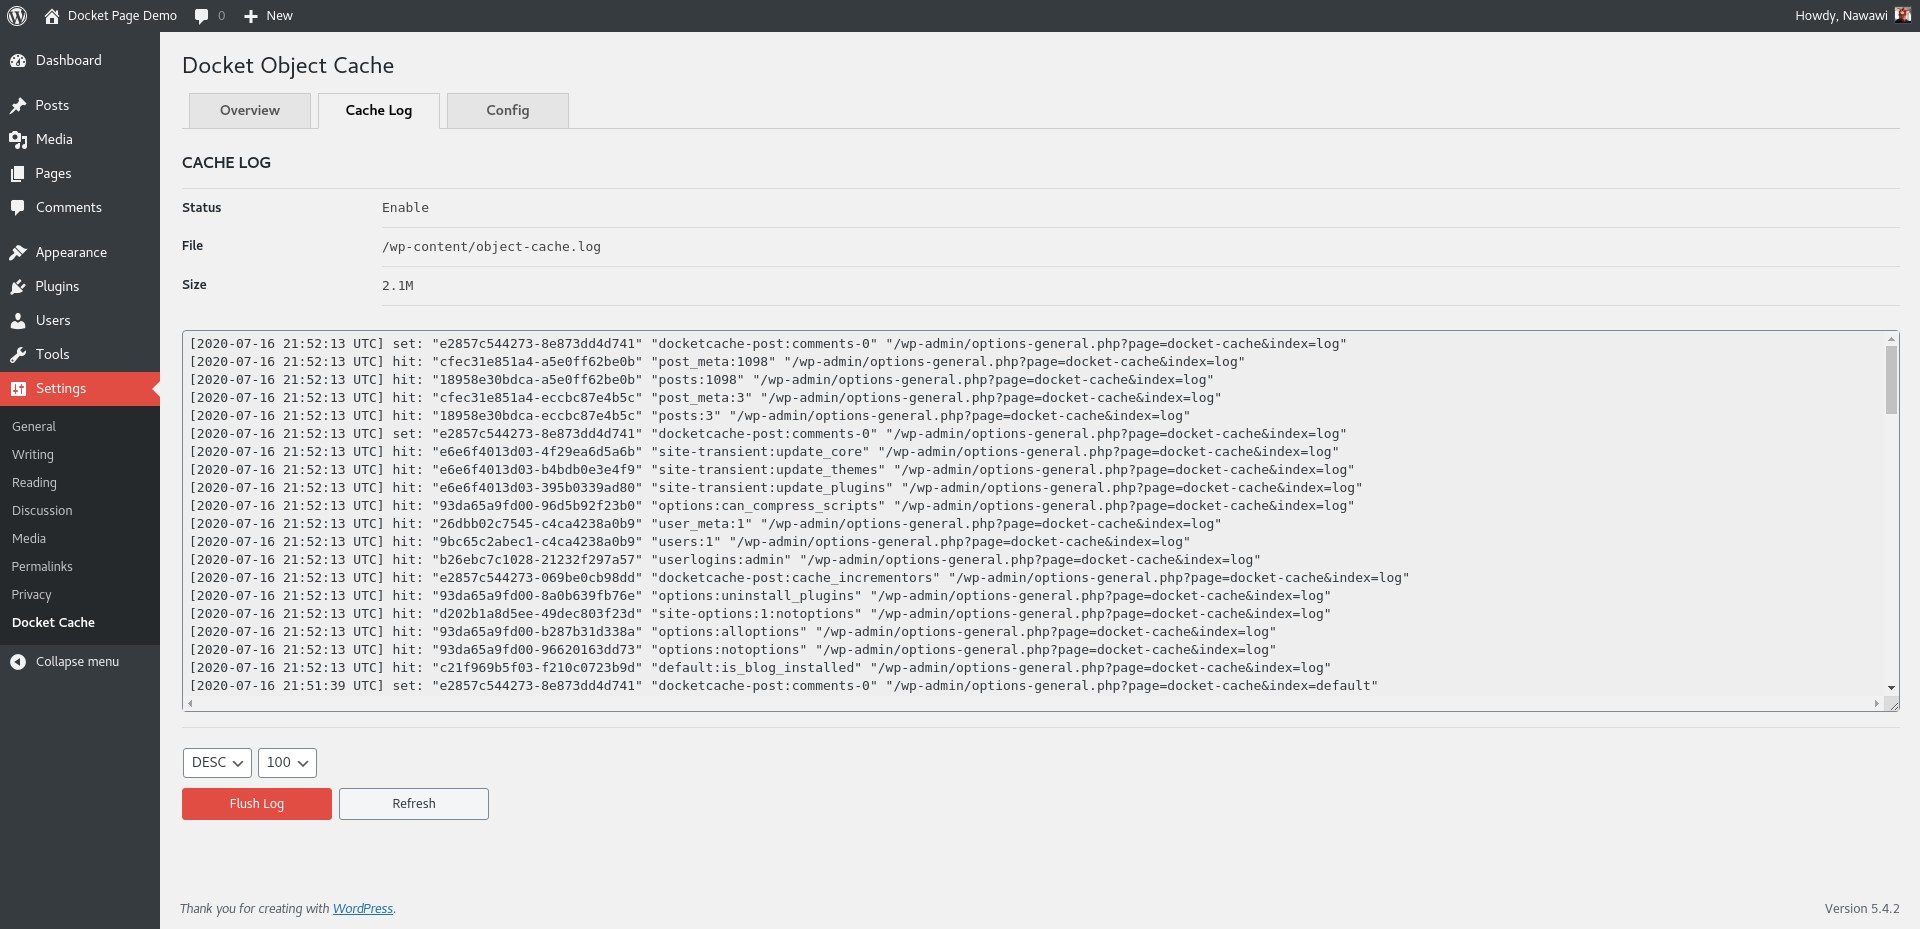 Docket Page Demo 0 New Howdy, Nawawi
Dashboard
Posts
Media
Pages
Comments
Appearance
Plugins
Users
Tools
Settings
General
Writing
Reading
Discussion
Media
Permalinks
Privacy
Docket Cache
Collapse menu
Docket Object Cache
Overview Cache Log Config
CACHE LOG
Status Enable
File /wp-content/object-cache.log
Size 2.1M
[2020-07-16 21:52:13 UTC] set: "e2857c544273-8e873dd4d741" "docketcache-post:comments-0" "/wp-admin/options-general.php?page=docket-cache&index=log"
[2020-07-16 21:52:13 UTC] hit: "cfec31e851a4-a5e0ff62be0b" "post_meta:1098" "/wp-admin/options-general.php?page=docket-cache&index=log"
[2020-07-16 21:52:13 UTC] hit: "18958e30bdca-a5e0ff62be0b" "posts:1098" "/wp-admin/options-general.php?page=docket-cache&index=log"
[2020-07-16 21:52:13 UTC] hit: "cfec31e851a4-eccbc87e4b5c" "post_meta:3" "/wp-admin/options-general.php?page=docket-cache&index=log"
[2020-07-16 21:52:13 UTC] hit: "18958e30bdca-eccbc87e4b5c" "posts:3" "/wp-admin/options-general.php?page=docket-cache&index=log"
[2020-07-16 21:52:13 UTC] set: "e2857c544273-8e873dd4d741" "docketcache-post:comments-0" "/wp-admin/options-general.php?page=docket-cache&index=log"
[2020-07-16 21:52:13 UTC] hit: "e6e6f4013d03-4f29ea6d5a6b" "site-transient:update_core" "/wp-admin/options-general.php?page=docket-cache&index=log"
[2020-07-16 21:52:13 UTC] hit: "e6e6f4013d03-b4bdb0e3e4f9" "site-transient:update_themes" "/wp-admin/options-general.php?page=docket-cache&index=log"
[2020-07-16 21:52:13 UTC] hit: "e6e6f4013d03-395b0339ad80" "site-transient:update_plugins" "/wp-admin/options-general.php?page=docket-cache&index=log"
[2020-07-16 21:52:13 UTC] hit: "93da65a9fd00-96d5b92f23b0" "options:can_compress_scripts" "/wp-admin/options-general.php?page=docket-cache&index=log"
[2020-07-16 21:52:13 UTC] hit: "26dbb02c7545-c4ca4238a0b9" "user_meta:1" "/wp-admin/options-general.php?page=docket-cache&index=log"
[2020-07-16 21:52:13 UTC] hit: "9bc65c2abec1-c4ca4238a0b9" "users:1" "/wp-admin/options-general.php?page=docket-cache&index=log"
[2020-07-16 21:52:13 UTC] hit: "b26ebc7c1028-21232f297a57" "userlogins:admin" "/wp-admin/options-general.php?page=docket-cache&index=log"
[2020-07-16 21:52:13 UTC] hit: "e2857c544273-069be0cb98dd" "docketcache-post:cache_incrementors" "/wp-admin/options-general.php?page=docket-cache&index=log"
[2020-07-16 21:52:13 UTC] hit: "93da65a9fd00-8a0b639fb76e" "options:uninstall_plugins" "/wp-admin/options-general.php?page=docket-cache&index=log"
[2020-07-16 21:52:13 UTC] hit: "d202b1a8d5ee-49dec803f23d" "site-options:1:notoptions" "/wp-admin/options-general.php?page=docket-cache&index=log"
[2020-07-16 21:52:13 UTC] hit: "93da65a9fd00-b287b31d338a" "options:alloptions" "/wp-admin/options-general.php?page=docket-cache&index=log"
[2020-07-16 21:52:13 UTC] hit: "93da65a9fd00-96620163dd73" "options:notoptions" "/wp-admin/options-general.php?page=docket-cache&index=log"
[2020-07-16 21:52:13 UTC] hit: "c21f969b5f03-f210c0723b9d" "default:is_blog_installed" "/wp-admin/options-general.php?page=docket-cache&index=log"
[2020-07-16 21:51:39 UTC] set: "e2857c544273-8e873dd4d741" "docketcache-post:comments-0" "/wp-admin/options-general.php?page=docket-cache&index=default"
DESC 100
Flush Log Refresh
Thank you for creating with WordPress. Version 5.4.2